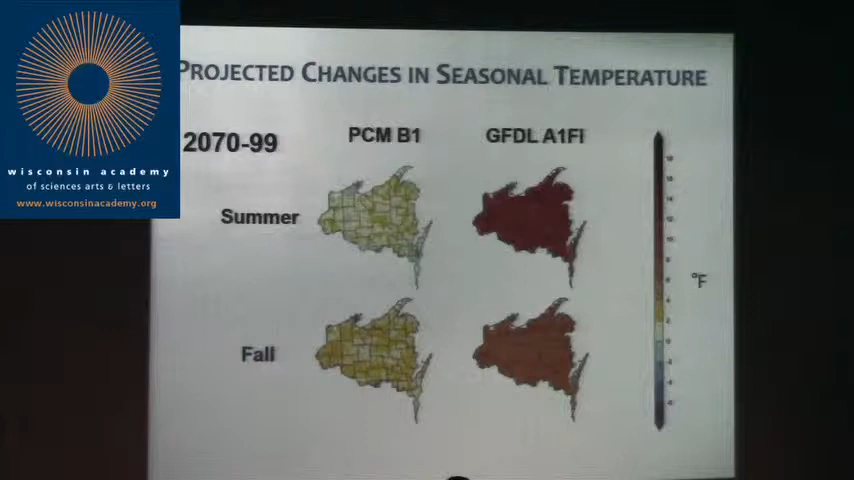 wisconsin academy
of sciences arts & letters
www.wisconsinacademy.org
PROJECTED CHANGES IN SEASONAL TEMPERATURE
2070-99
PCM B1
GFDL A1FI
Summer
Fall
°F